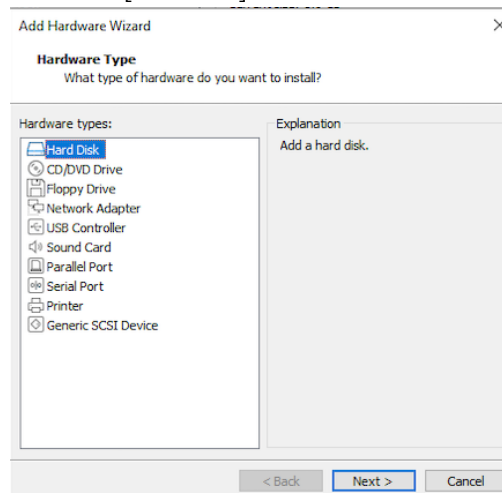 Add Hardware Wizard
Hardware Type
What type of hardware do you want to install?
Hardware types:
Hard Disk
CD/DVD Drive
Floppy Drive
Network Adapter
USB Controller
Sound Card
Parallel Port
Serial Port
Printer
Generic SCSI Device
Explanation
Add a hard disk.
< Back
Next >
Cancel